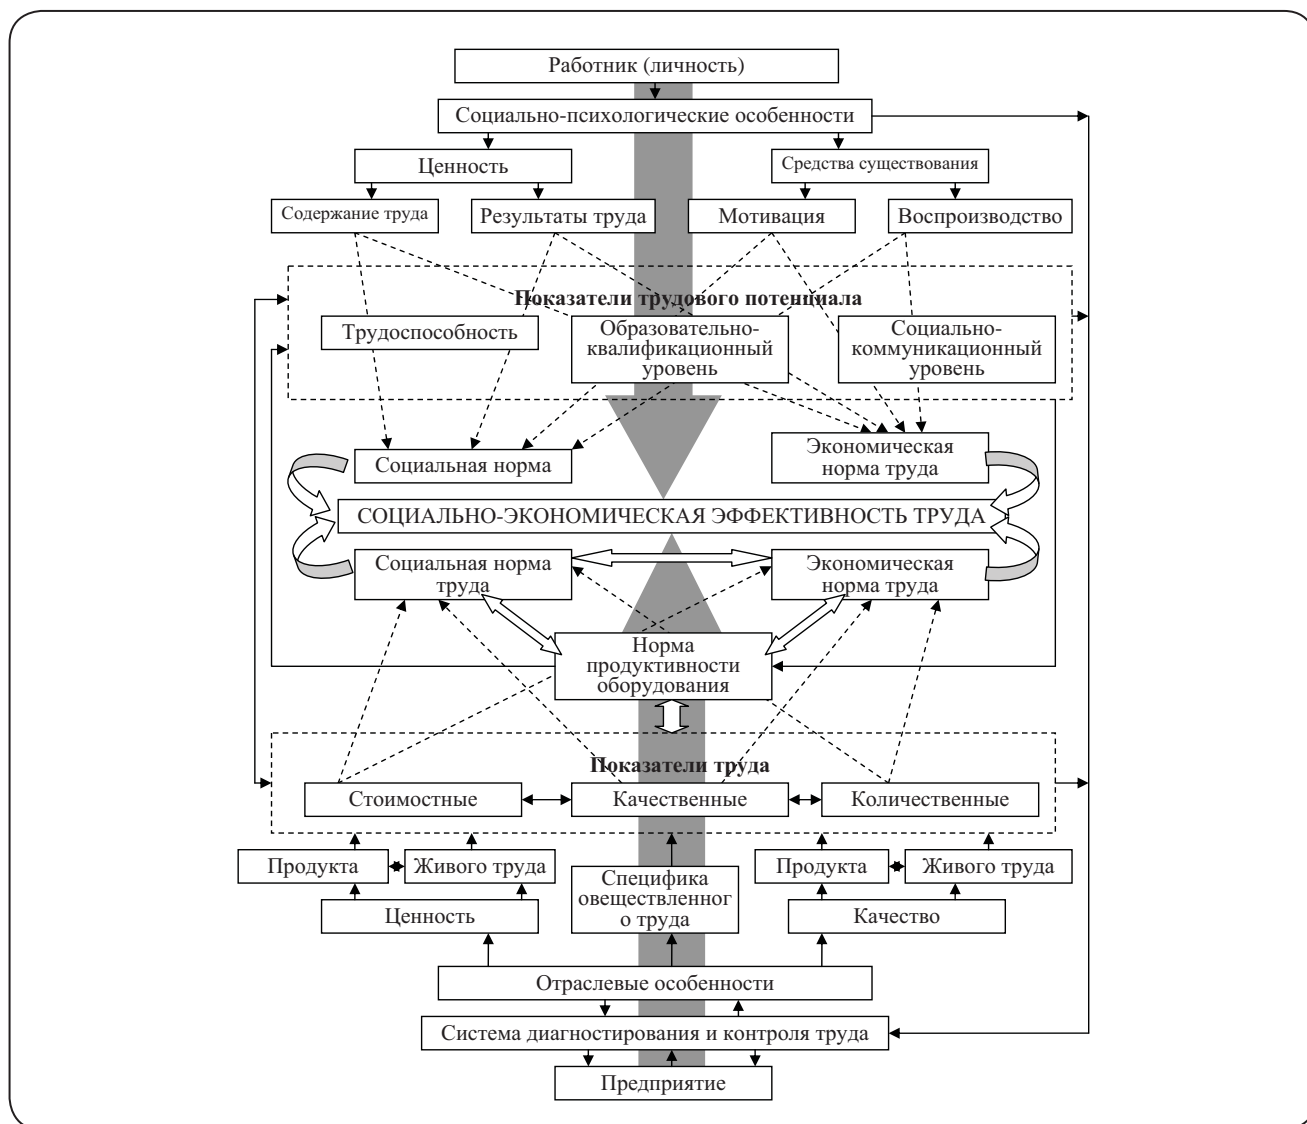 Работник (личность)
Социально-психологические особенности
Ценность
Средства существования
Содержание труда
Результаты труда
Мотивация
Воспроизводство
Показатели трудового потенциала
Трудоспособность
Образовательно-
квалификационный
уровень
Социально-
коммуникационный
уровень
Социальная норма
Экономическая
норма труда
СОЦИАЛЬНО-ЭКОНОМИЧЕСКАЯ ЭФФЕКТИВНОСТЬ ТРУДА
Социальная норма
труда
Экономическая
норма труда
Норма
продуктивности
оборудования
Показатели труда
Стоимостные
Качественные
Количественные
Продукта
Живого труда
Специфика
овеществленног
о труда
Продукта
Живого труда
Ценность
Качество
Отраслевые особенности
Система диагностирования и контроля труда
Предприятие